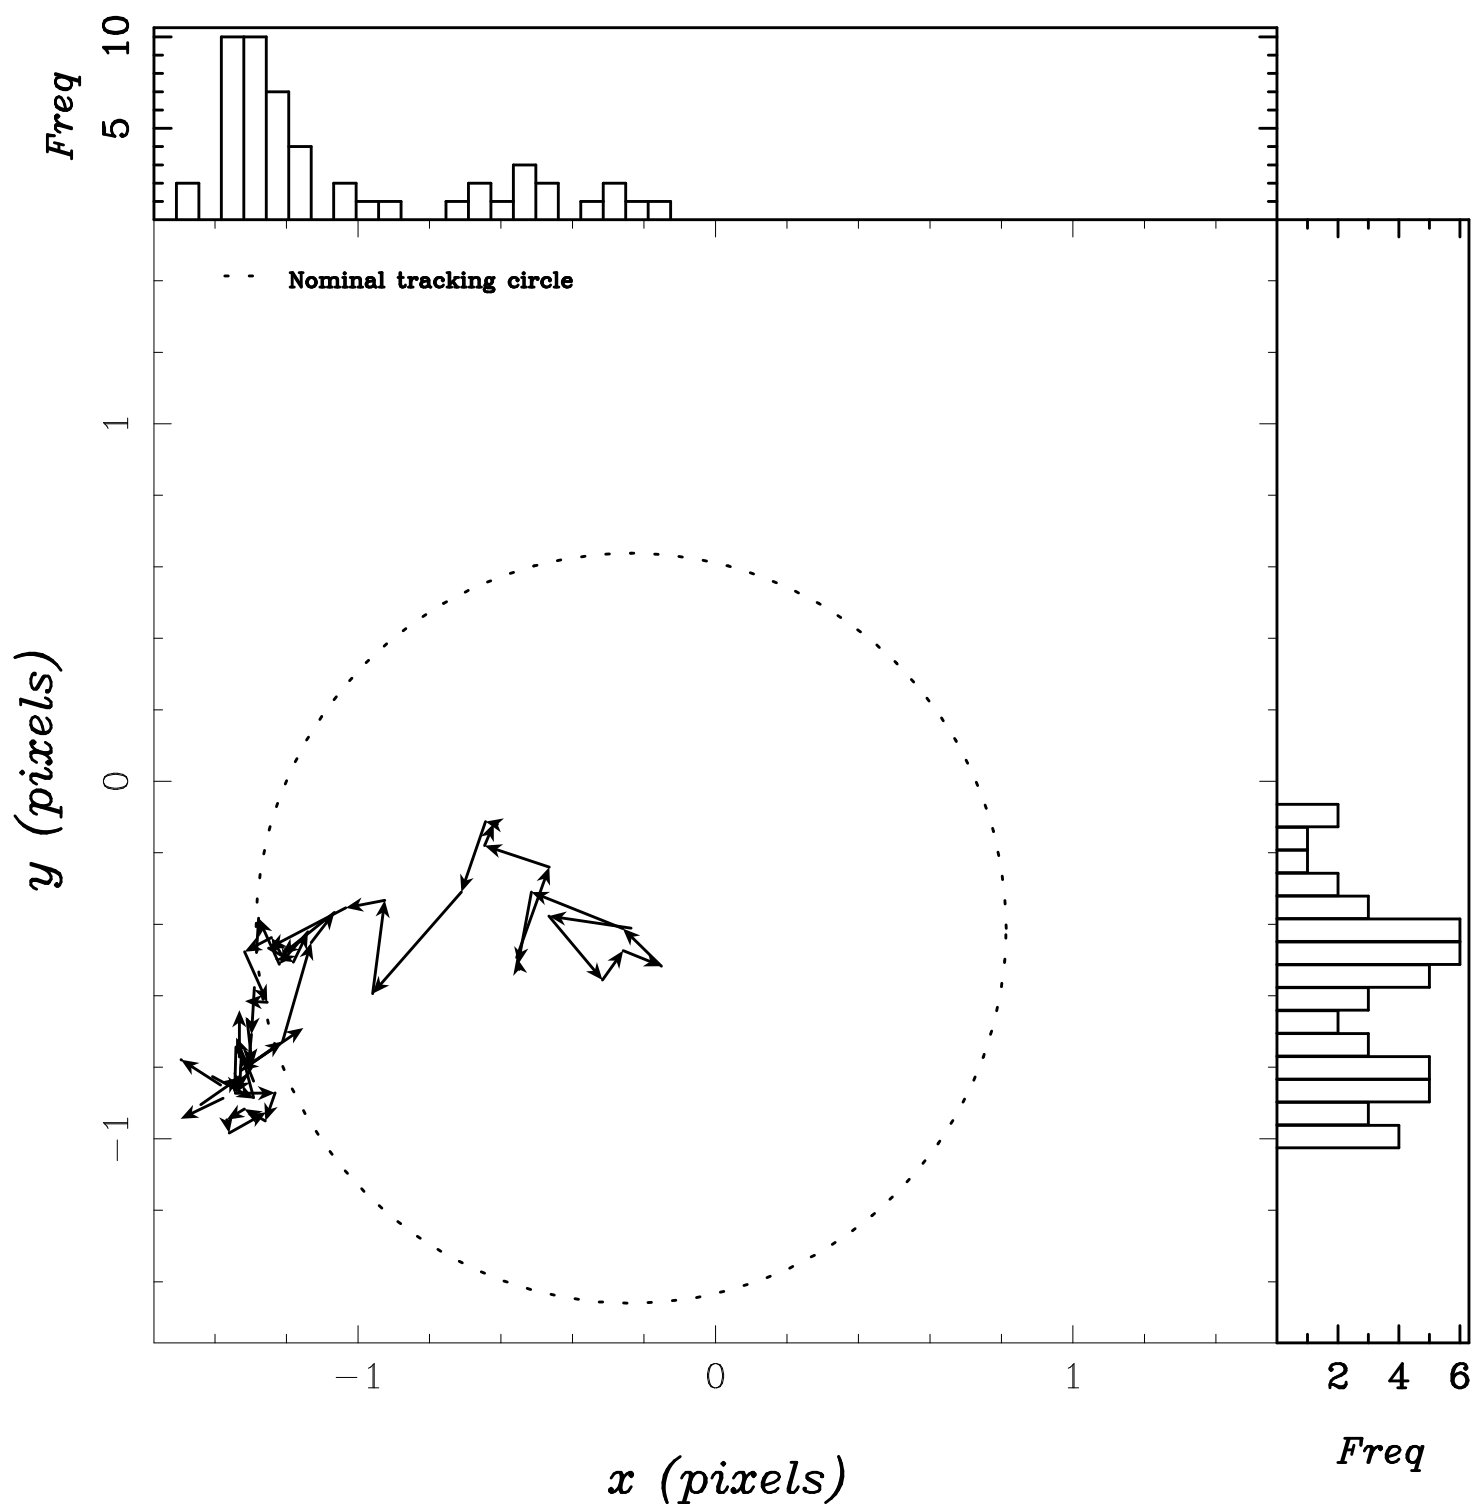 Freq
10
5
Nominal tracking circle
y (pixels)
1
0
−1
−1 0 1
x (pixels)
2 4 6
Freq